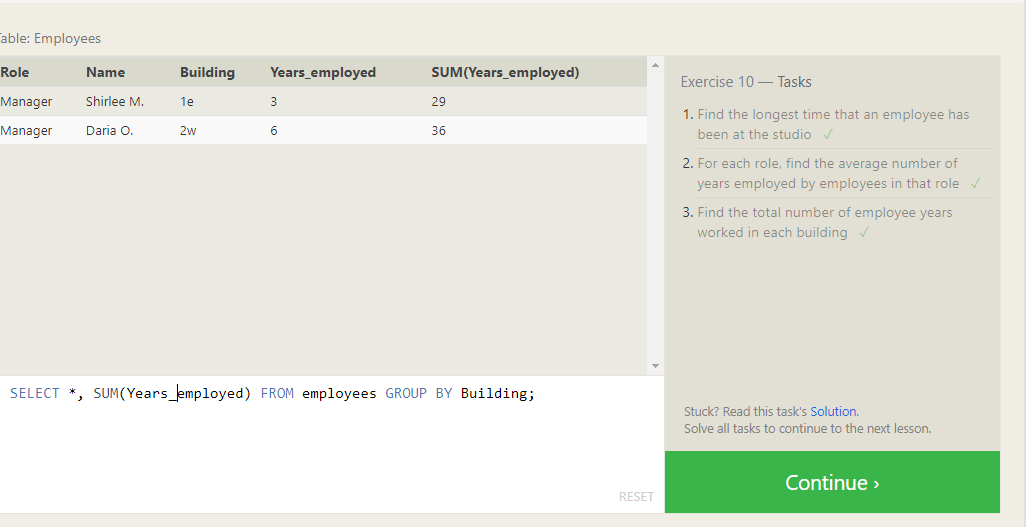 Table: Employees
Role Name Building Years_employed SUM(Years_employed)
Manager Shirlee M. 1e 3 29
Manager Daria O. 2w 6 36
SELECT *, SUM(Years_employed) FROM employees GROUP BY Building;
RESET
Exercise 10 — Tasks
1. Find the longest time that an employee has
been at the studio ✓
2. For each role, find the average number of
years employed by employees in that role ✓
3. Find the total number of employee years
worked in each building ✓
Stuck? Read this task's Solution.
Solve all tasks to continue to the next lesson.
Continue ›